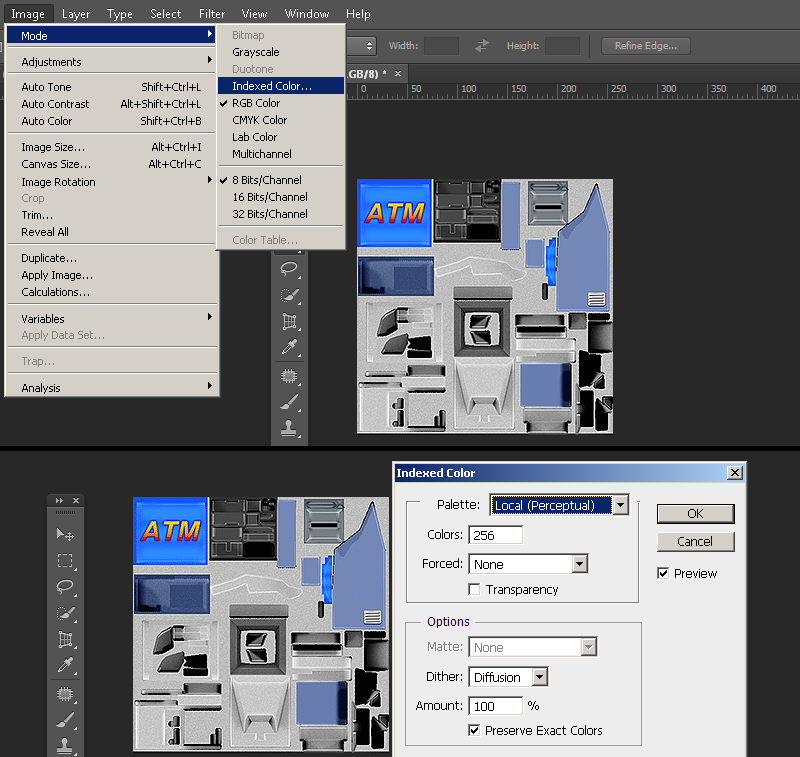 Image Layer Type Select Filter View Window Help
Mode
Adjustments
Auto Tone Shift+Ctrl+L
Auto Contrast Alt+Shift+Ctrl+L
Auto Color Shift+Ctrl+B
Image Size... Alt+Ctrl+I
Canvas Size... Alt+Ctrl+C
Image Rotation
Crop
Trim...
Reveal All
Duplicate...
Apply Image...
Calculations...
Variables
Apply Data Set...
Trap...
Analysis
Bitmap
Grayscale
Duotone
Indexed Color...
RGB Color
CMYK Color
Lab Color
Multichannel
8 Bits/Channel
16 Bits/Channel
32 Bits/Channel
Color Table...
Width: Height: Refine Edge...
.GB/8) * ×
0 50 100 150 200 250 300 350 400
ATM
ATM
Indexed Color
Palette: Local (Perceptual)
Colors: 256
Forced: None
Transparency
OK
Cancel
Preview
Options
Matte: None
Dither: Diffusion
Amount: 100 %
Preserve Exact Colors